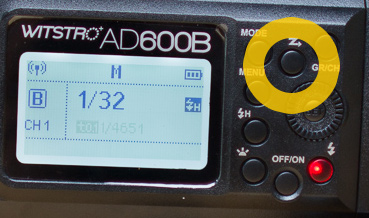 WITSTRO AD600B
MODE
Z
GR/CH
MENU
M
B
1/32
H
CH 1
1/4651
H
OFF/ON